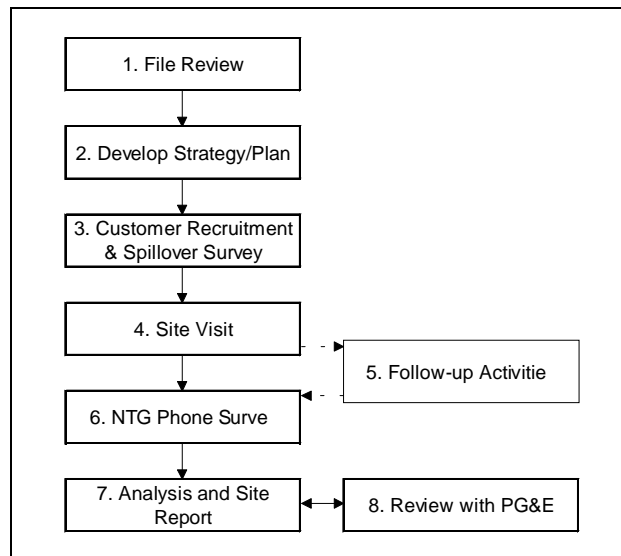 1. File Review
2. Develop Strategy/Plan
3. Customer Recruitment
& Spillover Survey
4. Site Visit
5. Follow-up Activitie
6. NTG Phone Surve
7. Analysis and Site
Report
8. Review with PG&E